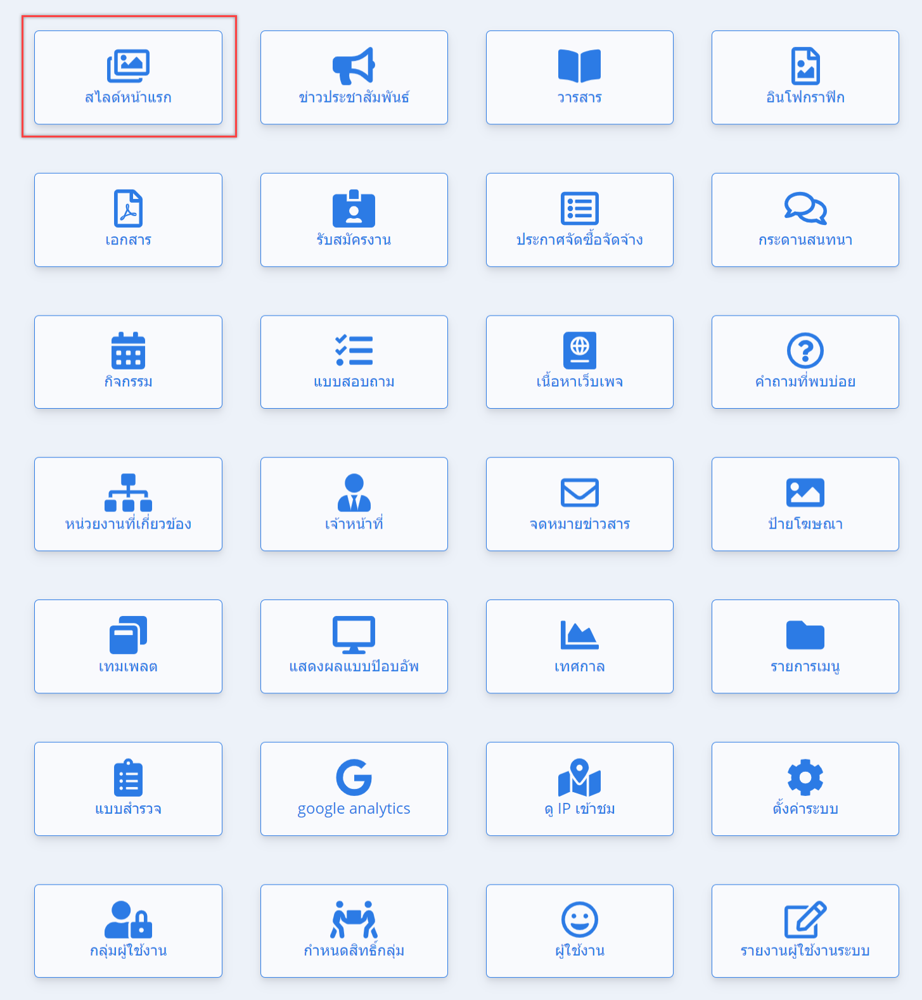 สไลด์หน้าแรก
ข่าวประชาสัมพันธ์
วารสาร
อินโฟกราฟิก
เอกสาร
รับสมัครงาน
ประกาศจัดซื้อจัดจ้าง
กระดานสนทนา
กิจกรรม
แบบสอบถาม
เนื้อหาเว็บเพจ
คำถามที่พบบ่อย
หน่วยงานที่เกี่ยวข้อง
เจ้าหน้าที่
จดหมายข่าวสาร
ป้ายโฆษณา
เทมเพลต
แสดงผลแบบป๊อบอัพ
เทศกาล
รายการเมนู
แบบสำรวจ
google analytics
ดู IP เข้าชม
ตั้งค่าระบบ
กลุ่มผู้ใช้งาน
กำหนดสิทธิ์กลุ่ม
ผู้ใช้งาน
รายงานผู้ใช้งานระบบ